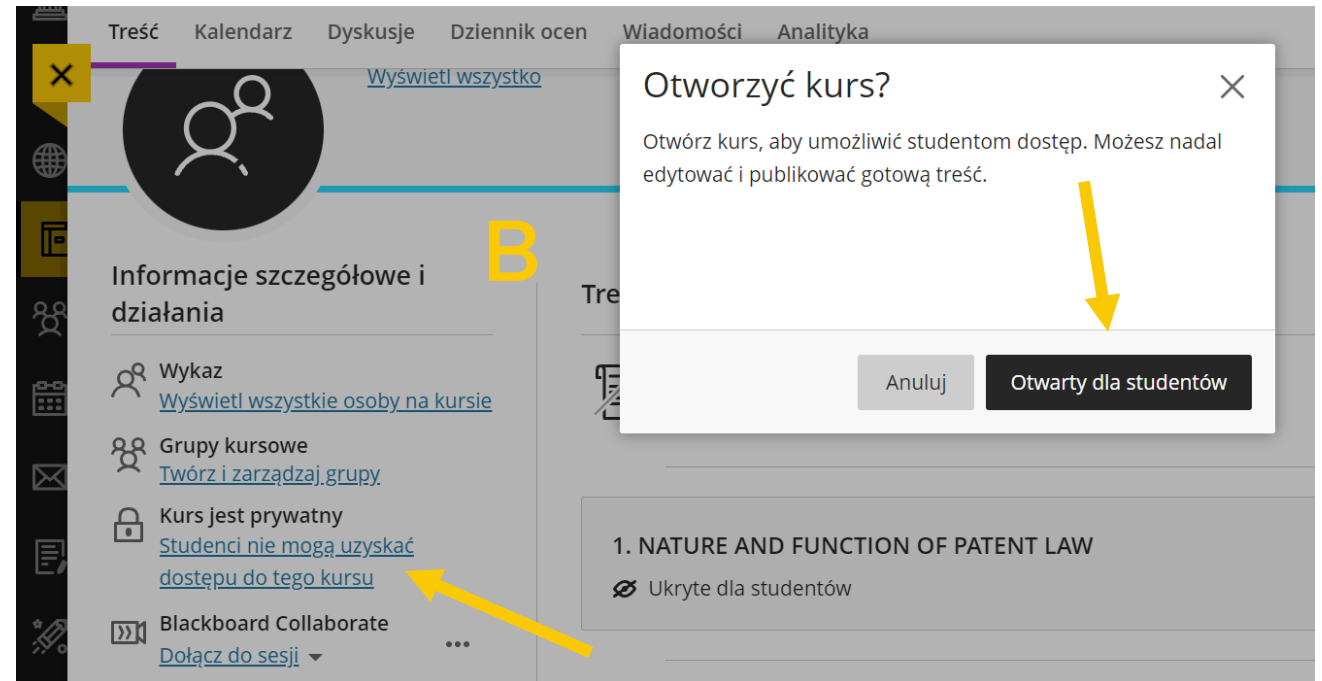 Treść Kalendarz Dyskusje Dziennik ocen Wiadomości Analityka
Wyświetl wszystko
B
Informacje szczegółowe i
działania
Wykaz
Wyświetl wszystkie osoby na kursie
Grupy kursowe
Twórz i zarządzaj grupy
Kurs jest prywatny
Studenci nie mogą uzyskać
dostępu do tego kursu
Blackboard Collaborate
Dołącz do sesji
Tre
1. NATURE AND FUNCTION OF PATENT LAW
Ukryte dla studentów
Otworzyć kurs?
Otwórz kurs, aby umożliwić studentom dostęp. Możesz nadal
edytować i publikować gotową treść.
Anuluj
Otwarty dla studentów